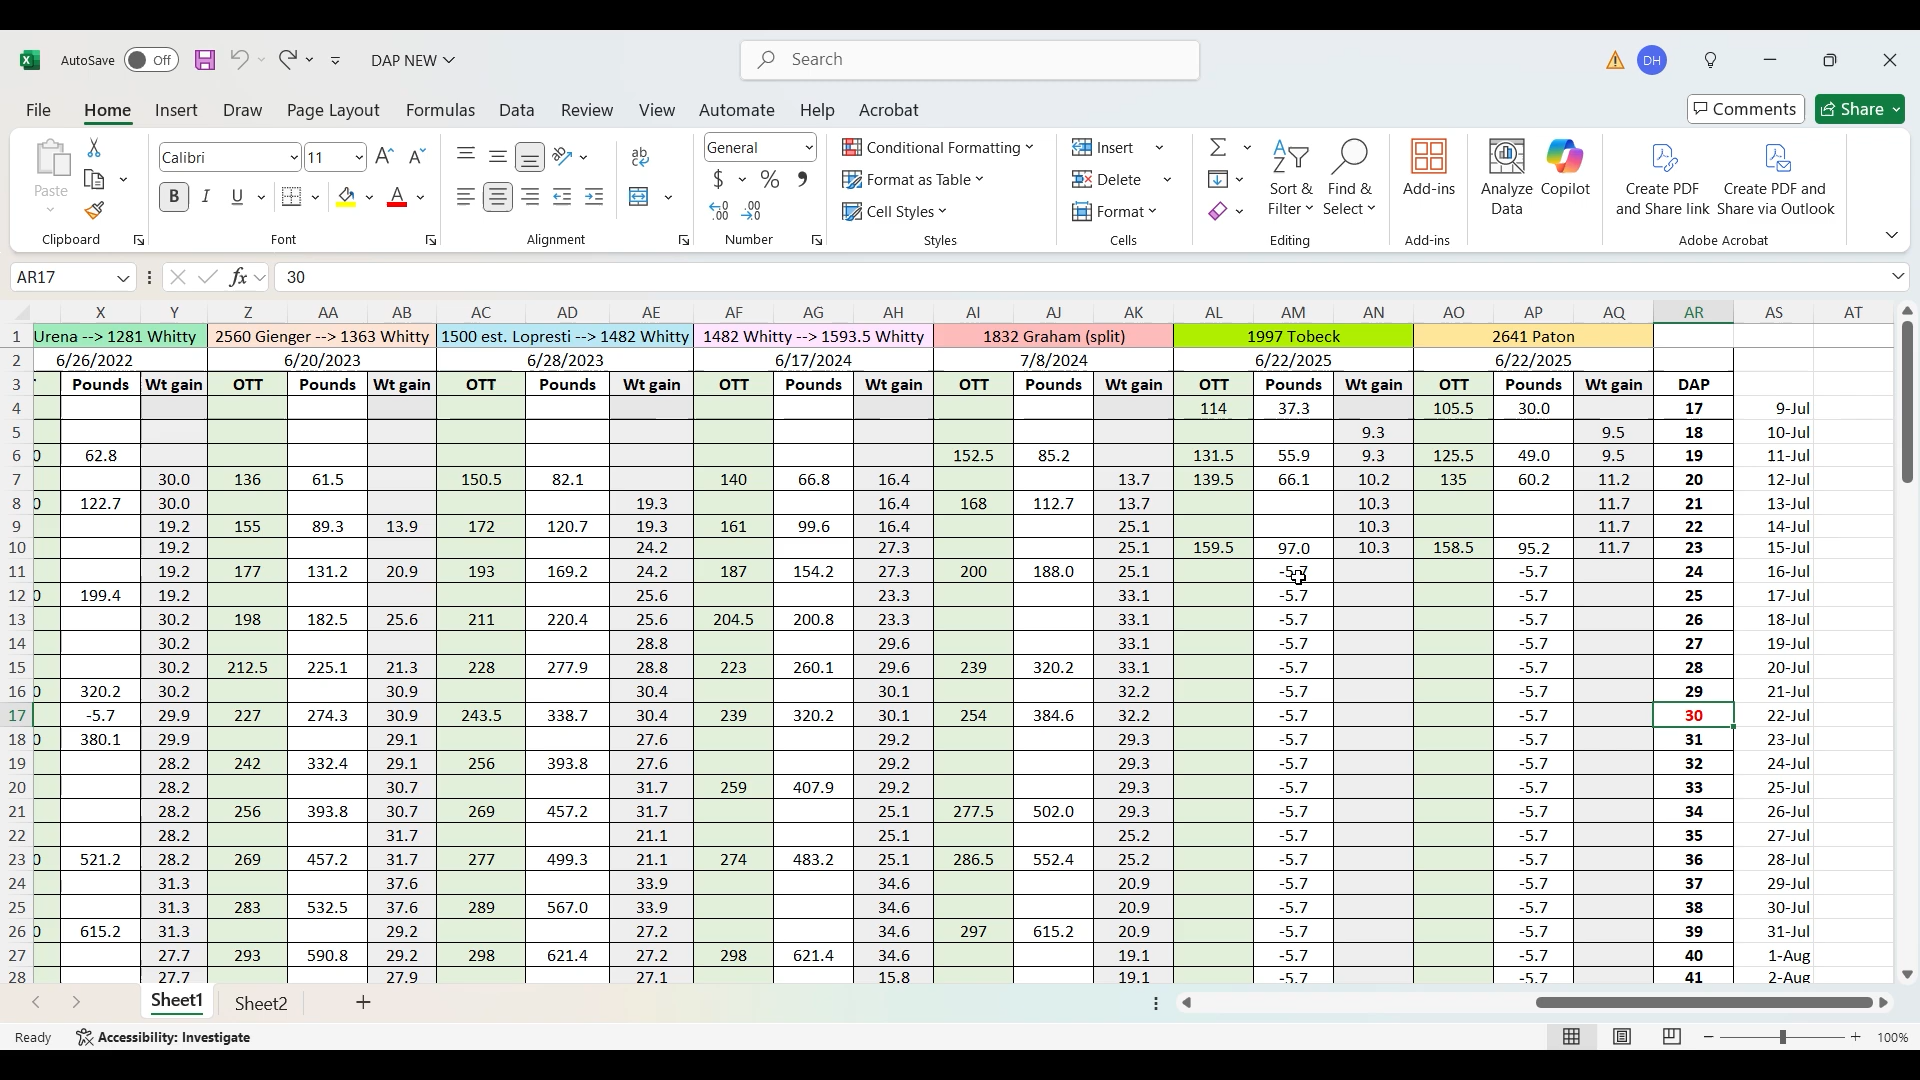 AutoSave Off DAP NEW Search DH
File Home Insert Draw Page Layout Formulas Data Review View Automate Help Acrobat Comments Share
Paste Calibri 11 General Conditional Formatting Insert
Format as Table Delete
Cell Styles Format
B I U A $ % Sort & Filter Find & Select Add-ins Analyze Data Copilot Create PDF and Share link Create PDF and Share via Outlook
Clipboard Font Alignment Number Styles Cells Editing Add-ins Adobe Acrobat
AR17 fx 30
X Y Z AA AB AC AD AE AF AG AH AI AJ AK AL AM AN AO AP AQ AR AS AT
1 Urena --> 1281 Whitty 2560 Gienger --> 1363 Whitty 1500 est. Lopresti --> 1482 Whitty 1482 Whitty --> 1593.5 Whitty 1832 Graham (split) 1997 Tobeck 2641 Paton
2 6/26/2022 6/20/2023 6/28/2023 6/17/2024 7/8/2024 6/22/2025 6/22/2025
3 Pounds Wt gain OTT Pounds Wt gain OTT Pounds Wt gain OTT Pounds Wt gain OTT Pounds Wt gain OTT Pounds Wt gain OTT Pounds Wt gain DAP
4 114 37.3 105.5 30.0 17 9-Jul
5 9.3 9.5 18 10-Jul
6 0 62.8 152.5 85.2 131.5 55.9 9.3 125.5 49.0 9.5 19 11-Jul
7 30.0 136 61.5 150.5 82.1 140 66.8 16.4 13.7 139.5 66.1 10.2 135 60.2 11.2 20 12-Jul
8 0 122.7 30.0 19.3 16.4 168 112.7 13.7 10.3 11.7 21 13-Jul
9 19.2 155 89.3 13.9 172 120.7 19.3 161 99.6 16.4 25.1 10.3 11.7 22 14-Jul
10 19.2 24.2 27.3 25.1 159.5 97.0 10.3 158.5 95.2 11.7 23 15-Jul
11 19.2 177 131.2 20.9 193 169.2 24.2 187 154.2 27.3 200 188.0 25.1 -5.7 -5.7 24 16-Jul
12 0 199.4 19.2 25.6 23.3 33.1 -5.7 -5.7 25 17-Jul
13 30.2 198 182.5 25.6 211 220.4 25.6 204.5 200.8 23.3 33.1 -5.7 -5.7 26 18-Jul
14 30.2 28.8 29.6 33.1 -5.7 -5.7 27 19-Jul
15 30.2 212.5 225.1 21.3 228 277.9 28.8 223 260.1 29.6 239 320.2 33.1 -5.7 -5.7 28 20-Jul
16 0 320.2 30.2 30.9 30.4 30.1 32.2 -5.7 -5.7 29 21-Jul
17 -5.7 29.9 227 274.3 30.9 243.5 338.7 30.4 239 320.2 30.1 254 384.6 32.2 -5.7 -5.7 30 22-Jul
18 0 380.1 29.9 29.1 27.6 29.2 29.3 -5.7 -5.7 31 23-Jul
19 28.2 242 332.4 29.1 256 393.8 27.6 29.2 29.3 -5.7 -5.7 32 24-Jul
20 28.2 30.7 31.7 259 407.9 29.2 29.3 -5.7 -5.7 33 25-Jul
21 28.2 256 393.8 30.7 269 457.2 31.7 25.1 277.5 502.0 29.3 -5.7 -5.7 34 26-Jul
22 28.2 31.7 21.1 25.1 25.2 -5.7 -5.7 35 27-Jul
23 0 521.2 28.2 269 457.2 31.7 277 499.3 21.1 274 483.2 25.1 286.5 552.4 25.2 -5.7 -5.7 36 28-Jul
24 31.3 37.6 33.9 34.6 20.9 -5.7 -5.7 37 29-Jul
25 31.3 283 532.5 37.6 289 567.0 33.9 34.6 20.9 -5.7 -5.7 38 30-Jul
26 0 615.2 31.3 29.2 27.2 34.6 297 615.2 20.9 -5.7 -5.7 39 31-Jul
27 27.7 293 590.8 29.2 298 621.4 27.2 298 621.4 34.6 19.1 -5.7 -5.7 40 1-Aug
28 27.7 27.9 27.1 15.8 19.1 -5.7 -5.7 41 2-Aug
Sheet1 Sheet2
Ready Accessibility: Investigate 100%